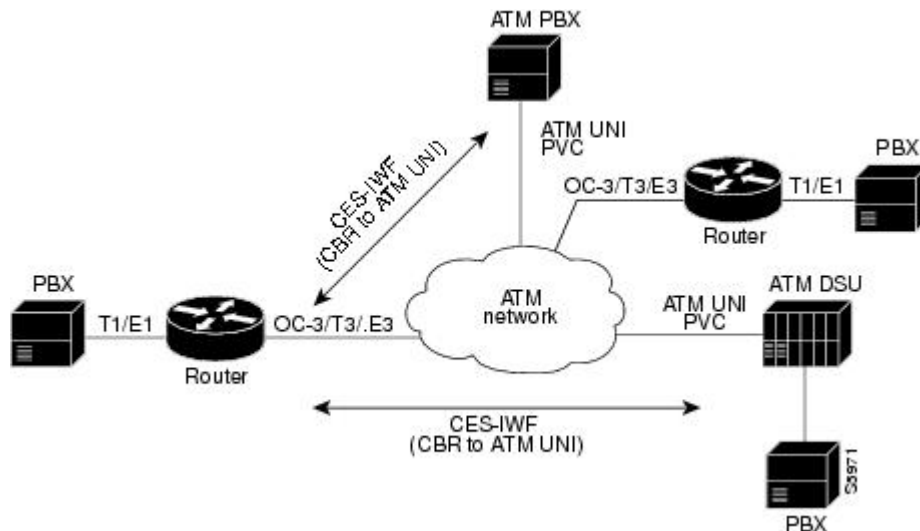 ATM PBX
ATM UNI
PVC
CES-IWF
(CBR to ATM UNI)
PBX
OC-3/T3/E3
T1/E1
Router
PBX
T1/E1
OC-3/T3/.E3
Router
ATM
network
ATM UNI
PVC
ATM DSU
CES-IWF
(CBR to ATM UNI)
PBX
S5971